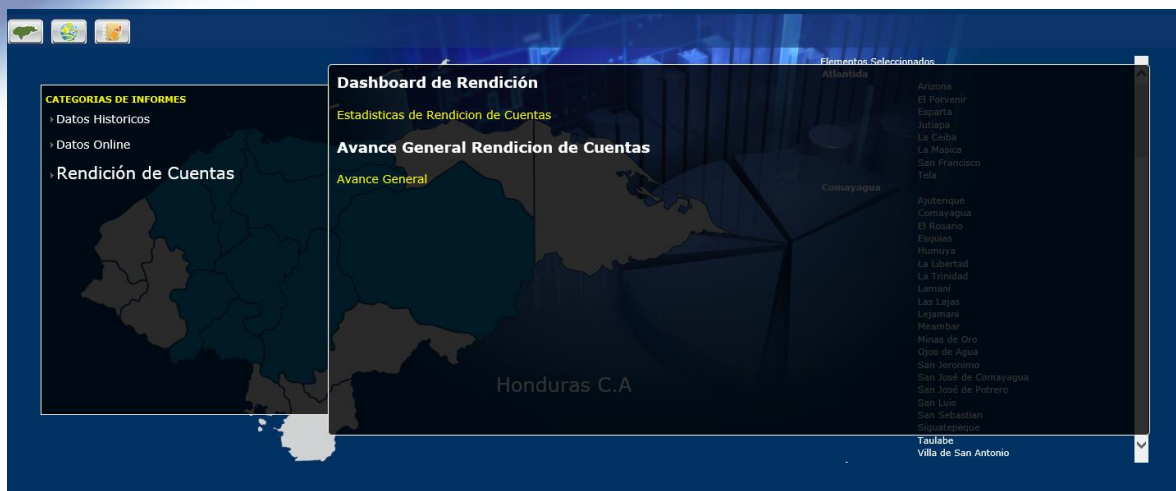 CATEGORIAS DE INFORMES
Datos Historicos
Datos Online
Rendición de Cuentas
Dashboard de Rendición
Estadisticas de Rendicion de Cuentas
Avance General Rendicion de Cuentas
Avance General
Honduras C.A
Elementos Seleccionados
Atlantida
Arizona
El Porvenir
Esparta
Jutiapa
La Ceiba
La Masica
San Francisco
Tela
Comayagua
Ajuterique
Comayagua
El Rosario
Esquias
Humuya
La Libertad
La Trinidad
Lamaní
Las Lajas
Lejamani
Meambar
Minas de Oro
Ojos de Agua
San Jeronimo
San José de Comayagua
San José de Potrero
San Luis
San Sebastian
Siguatepeque
Taulabe
Villa de San Antonio